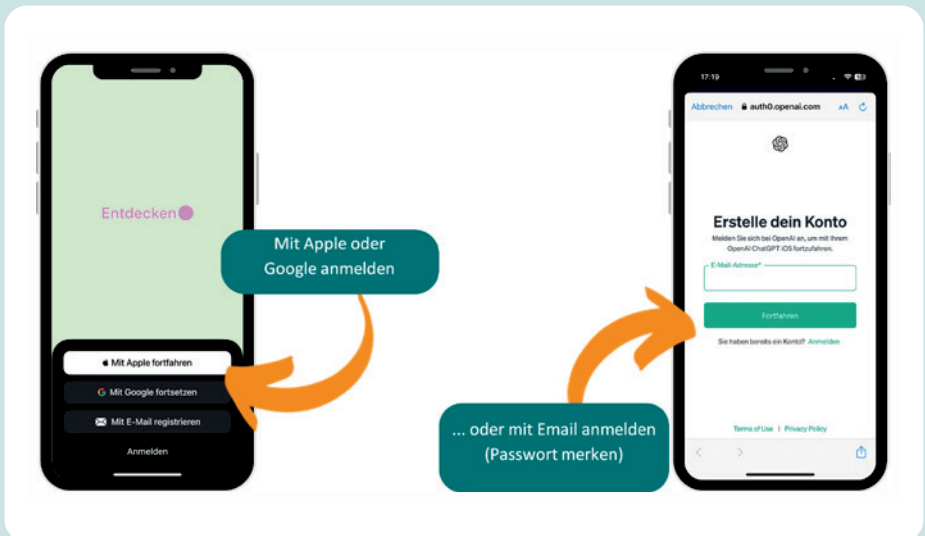 Entdecken
Mit Apple fortfahren
Mit Google fortsetzen
Mit E-Mail registrieren
Anmelden
Mit Apple oder
Google anmelden
... oder mit Email anmelden
(Passwort merken)
17:19
Abbrechen auth0.openai.com AA
Erstelle dein Konto
Melden Sie sich bei OpenAI an, um mit Ihrem
OpenAI ChatGPT iOS fortzufahren.
E-Mail-Adresse*
Fortfahren
Sie haben bereits ein Konto? Anmelden
Terms of Use | Privacy Policy